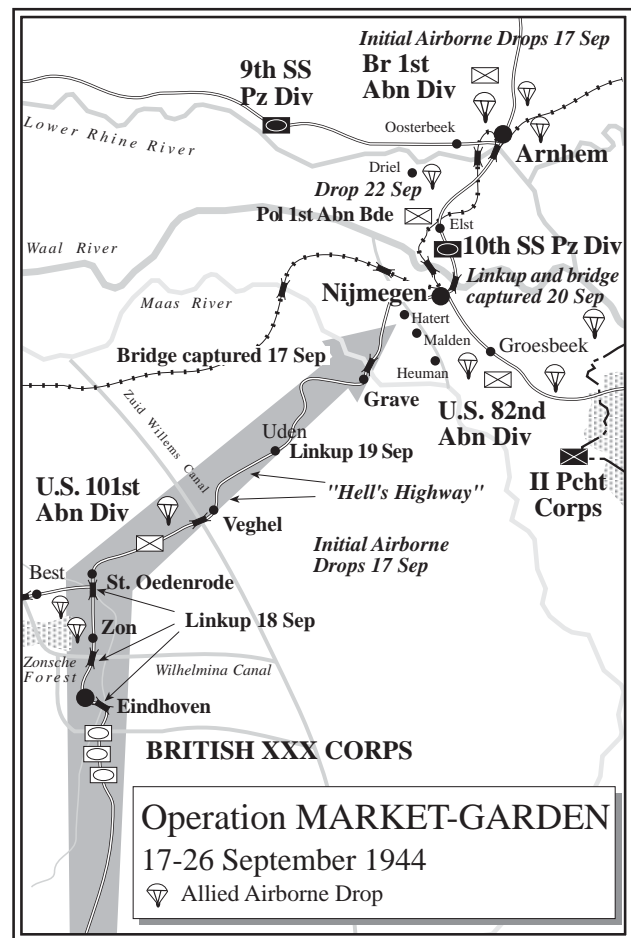 Initial Airborne Drops 17 Sep
Br 1st
Abn Div
9th SS
Pz Div
Lower Rhine River
Oosterbeek
Arnhem
Driel
Drop 22 Sep
Pol 1st Abn Bde
Elst
Waal River
10th SS Pz Div
Linkup and bridge
captured 20 Sep
Nijmegen
Maas River
Hatert
Malden
Heuman
Groesbeek
Bridge captured 17 Sep
Grave
U.S. 82nd
Abn Div
Zuid Willems Canal
Uden
Linkup 19 Sep
II Pcht
Corps
U.S. 101st
Abn Div
"Hell's Highway"
Veghel
Initial Airborne
Drops 17 Sep
Best
St. Oedenrode
Linkup 18 Sep
Zon
Zonsche
Forest
Wilhelmina Canal
Eindhoven
BRITISH XXX CORPS
Operation MARKET-GARDEN
17-26 September 1944
Allied Airborne Drop